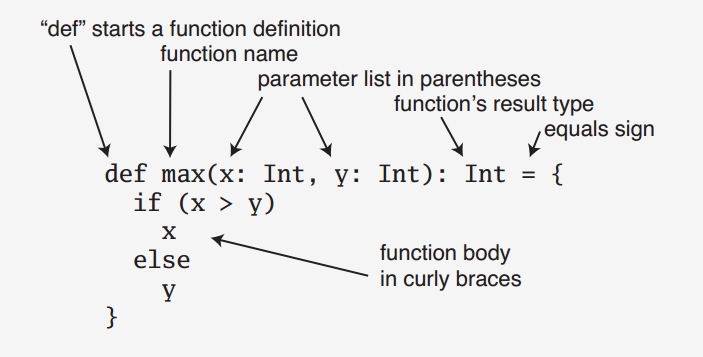 “def” starts a function definition
function name
parameter list in parentheses
function’s result type
equals sign
def max(x: Int, y: Int): Int = {
if (x > y)
x
else
y
}
function body
in curly braces